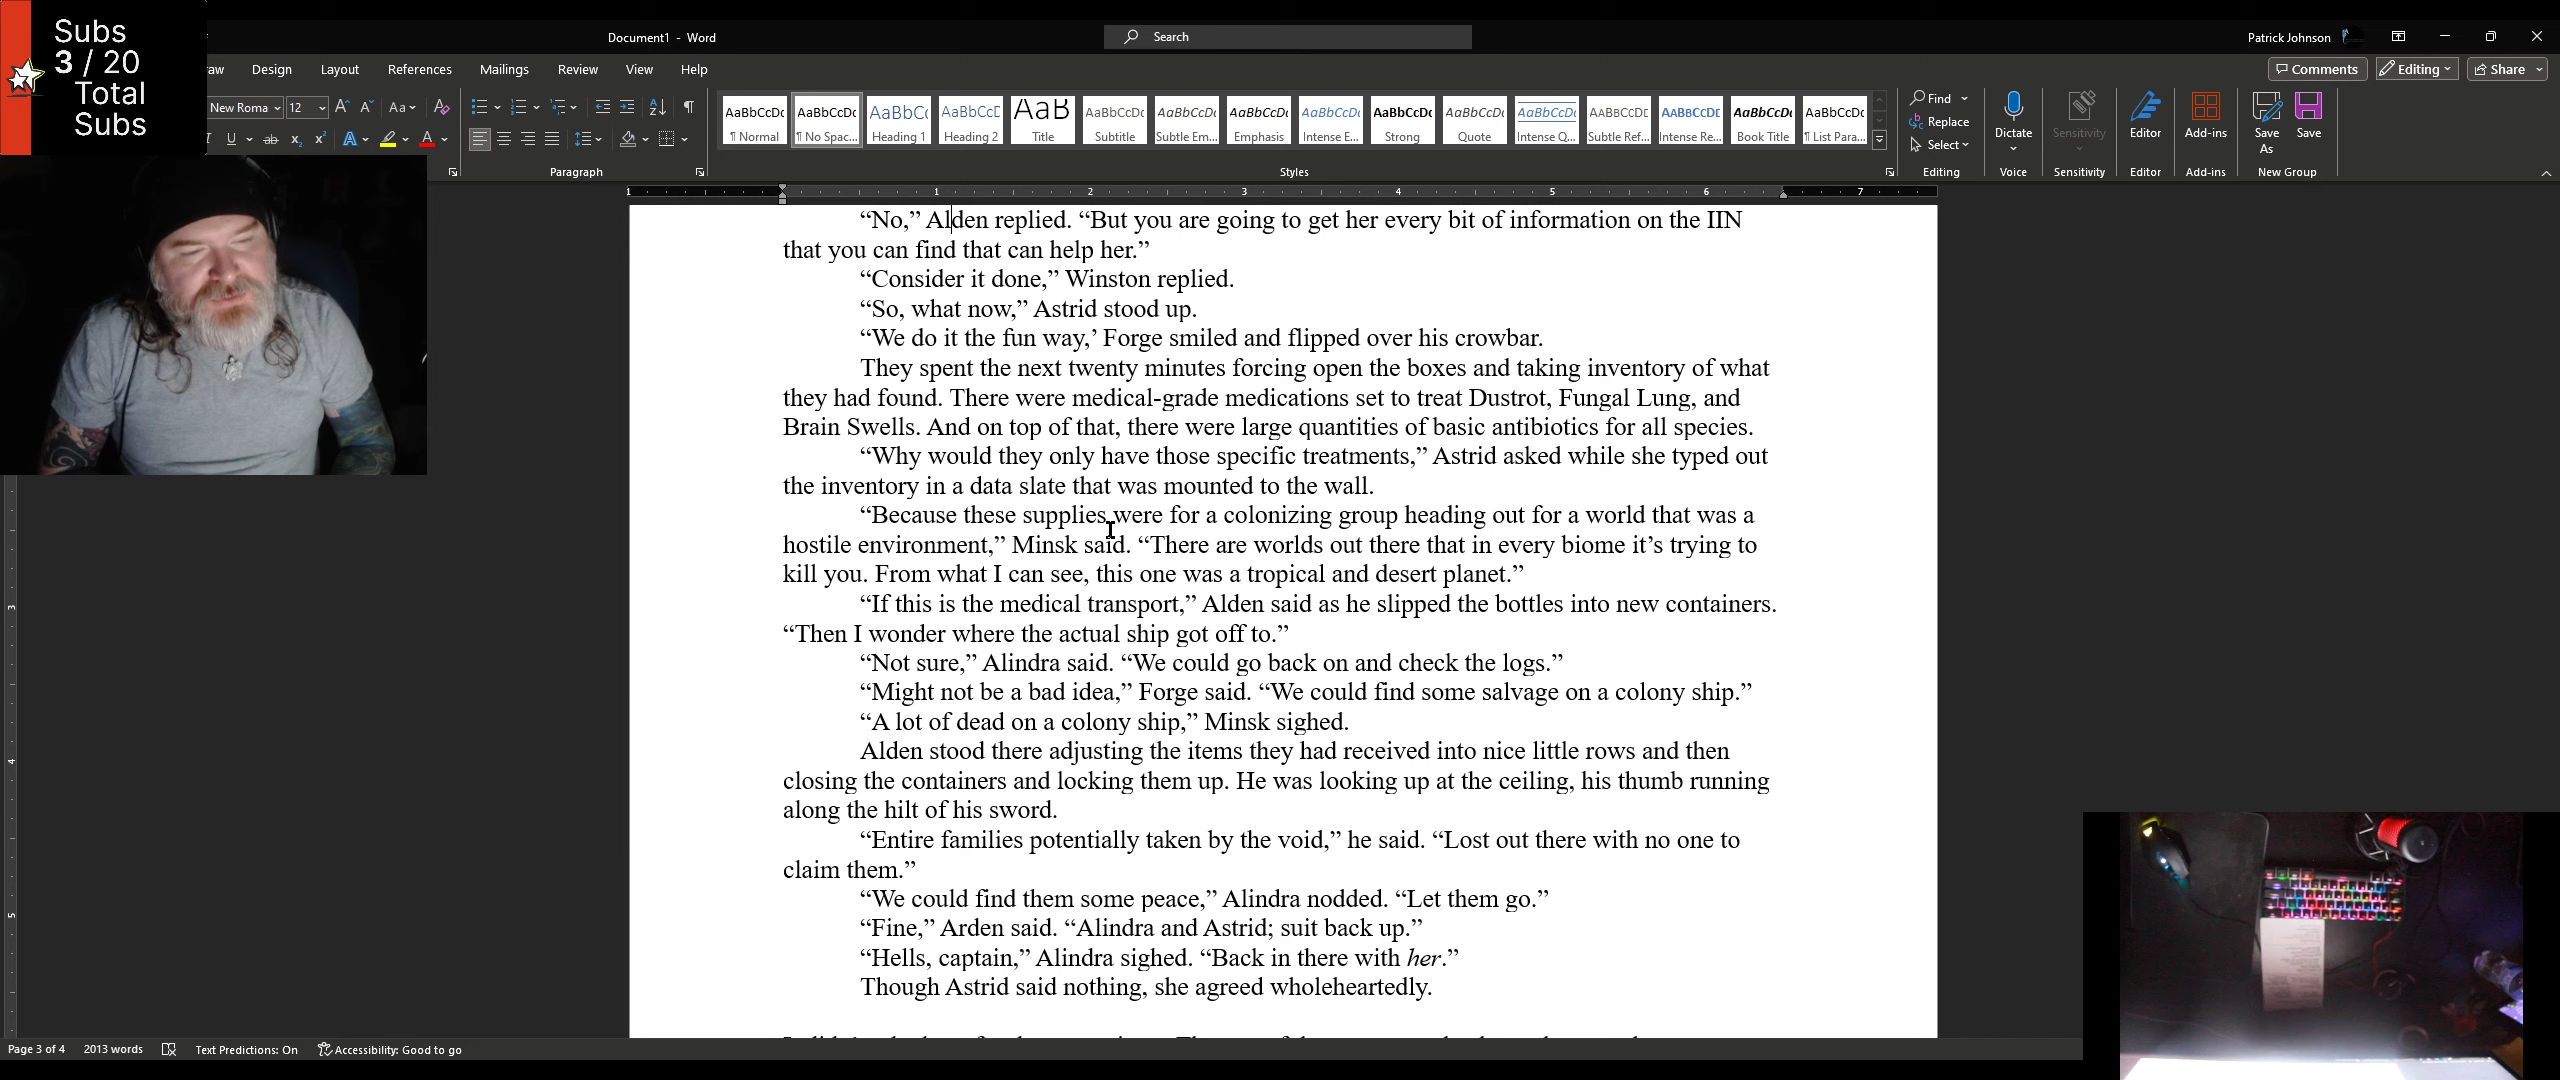 Subs
3 / 20
Total
Subs
Document1 - Word
Search
Patrick Johnson
aw Design Layout References Mailings Review View Help
Comments Editing Share
New Roma 12 Aa
AaBbCcDc AaBbCcDc AaBbC( AaBbCcE AaB AaBbCcDc AaBbCcDc AaBbCcDc AaBbCcDc AaBbCcDc AaBbCcDc AaBbCcDc AABBCCDE AABBCCDE AaBbCcDc AaBbCcDc
¶ Normal ¶ No Spac... Heading 1 Heading 2 Title Subtitle Subtle Em... Emphasis Intense E... Strong Quote Intense Q... Subtle Ref... Intense Re... Book Title ¶ List Para...
Find
Replace
Select
Dictate Sensitivity Editor Add-ins Save As Save
Paragraph Styles Editing Voice Sensitivity Editor Add-ins New Group
1 1 2 3 4 5 6 7
“No,” Alden replied. “But you are going to get her every bit of information on the IIN
that you can find that can help her.”
“Consider it done,” Winston replied.
“So, what now,” Astrid stood up.
“We do it the fun way,’ Forge smiled and flipped over his crowbar.
They spent the next twenty minutes forcing open the boxes and taking inventory of what
they had found. There were medical-grade medications set to treat Dustrot, Fungal Lung, and
Brain Swells. And on top of that, there were large quantities of basic antibiotics for all species.
“Why would they only have those specific treatments,” Astrid asked while she typed out
the inventory in a data slate that was mounted to the wall.
“Because these supplies were for a colonizing group heading out for a world that was a
hostile environment,” Minsk said. “There are worlds out there that in every biome it’s trying to
kill you. From what I can see, this one was a tropical and desert planet.”
“If this is the medical transport,” Alden said as he slipped the bottles into new containers.
“Then I wonder where the actual ship got off to.”
“Not sure,” Alindra said. “We could go back on and check the logs.”
“Might not be a bad idea,” Forge said. “We could find some salvage on a colony ship.”
“A lot of dead on a colony ship,” Minsk sighed.
Alden stood there adjusting the items they had received into nice little rows and then
closing the containers and locking them up. He was looking up at the ceiling, his thumb running
along the hilt of his sword.
“Entire families potentially taken by the void,” he said. “Lost out there with no one to
claim them.”
“We could find them some peace,” Alindra nodded. “Let them go.”
“Fine,” Arden said. “Alindra and Astrid; suit back up.”
“Hells, captain,” Alindra sighed. “Back in there with her.”
Though Astrid said nothing, she agreed wholeheartedly.
3
4
5
Page 3 of 4 2013 words Text Predictions: On Accessibility: Good to go